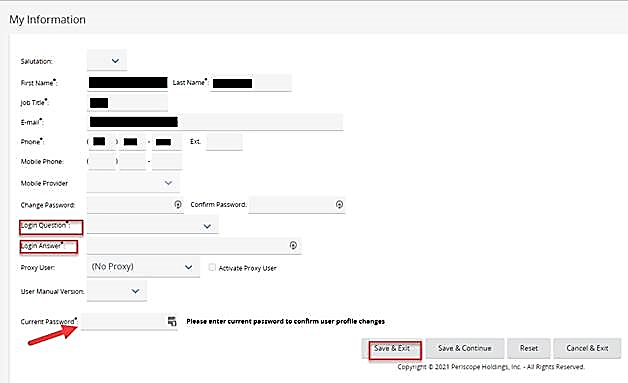 My Information
Salutation:
First Name*: Last Name*:
Job Title*:
E-mail*:
Phone*: ( ) - Ext.
Mobile Phone: ( ) -
Mobile Provider
Change Password: Confirm Password:
Login Question*:
Login Answer*:
Proxy User: (No Proxy) Activate Proxy User
User Manual Version:
Current Password*: Please enter current password to confirm user profile changes
Save & Exit Save & Continue Reset Cancel & Exit
Copyright © 2021 Periscope Holdings, Inc. - All Rights Reserved.